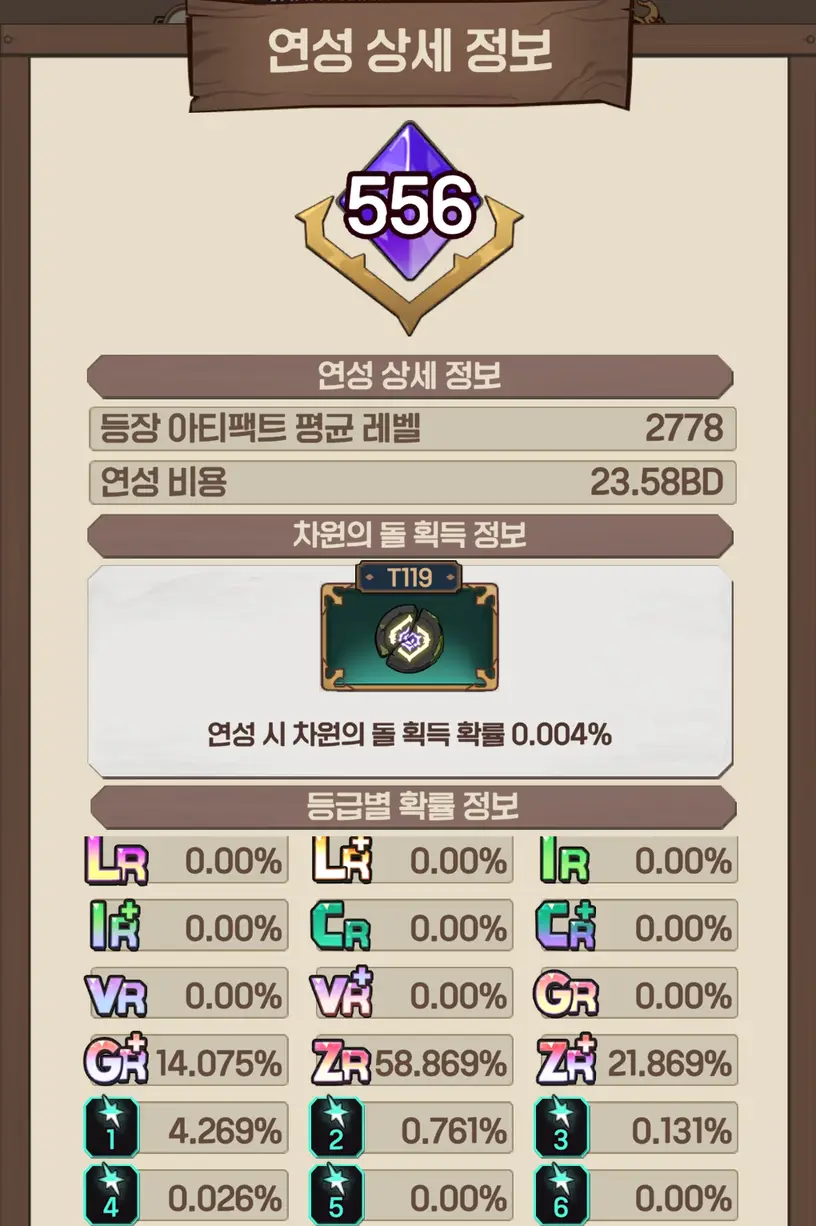 연성 상세 정보
556
연성 상세 정보
등장 아티팩트 평균 레벨 2778
연성 비용 23.58BD
차원의 돌 획득 정보
T119
연성 시 차원의 돌 획득 확률 0.004%
등급별 확률 정보
LR 0.00% LR+ 0.00% IR 0.00%
IR+ 0.00% CR 0.00% CR+ 0.00%
VR 0.00% VR+ 0.00% GR 0.00%
GR+ 14.075% ZR 58.869% ZR+ 21.869%
1 4.269% 2 0.761% 3 0.131%
4 0.026% 5 0.00% 6 0.00%